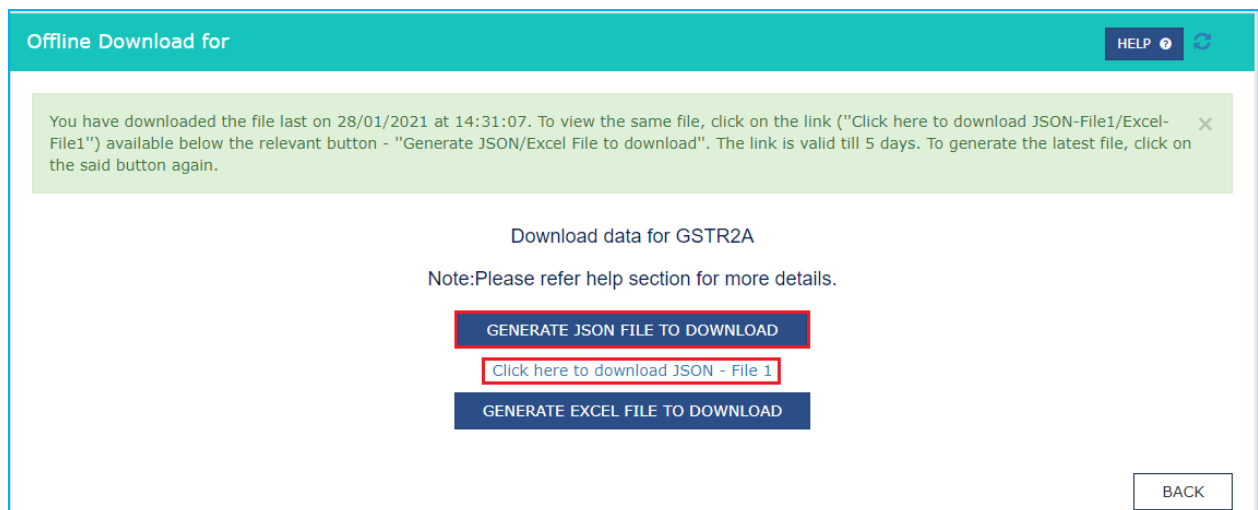 Offline Download for
HELP
You have downloaded the file last on 28/01/2021 at 14:31:07. To view the same file, click on the link ("Click here to download JSON-File1/Excel-
File1") available below the relevant button - "Generate JSON/Excel File to download". The link is valid till 5 days. To generate the latest file, click on
the said button again.
Download data for GSTR2A
Note:Please refer help section for more details.
GENERATE JSON FILE TO DOWNLOAD
Click here to download JSON - File 1
GENERATE EXCEL FILE TO DOWNLOAD
BACK